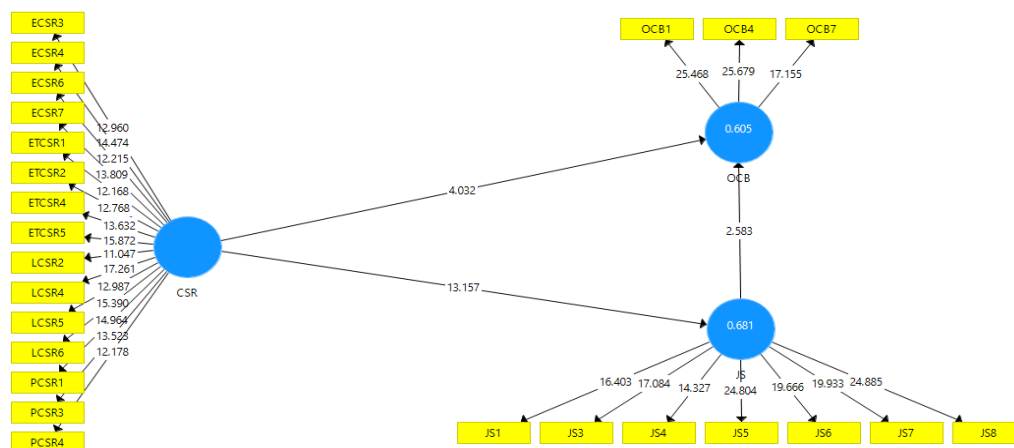 ECSR3
ECSR4
ECSR6
ECSR7
ETCSR1
ETCSR2
ETCSR4
ETCSR5
LCSR2
LCSR4
LCSR5
LCSR6
PCSR1
PCSR3
PCSR4
12.960
14.474
12.215
13.809
12.168
12.768
13.632
15.872
11.047
17.261
12.987
15.390
14.964
13.523
12.178
CSR
4.032
13.157
OCB1
OCB4
OCB7
25.468
25.679
17.155
0.605
OCB
2.583
0.681
JS
16.403
17.084
14.327
24.804
19.666
19.933
24.885
JS1
JS3
JS4
JS5
JS6
JS7
JS8